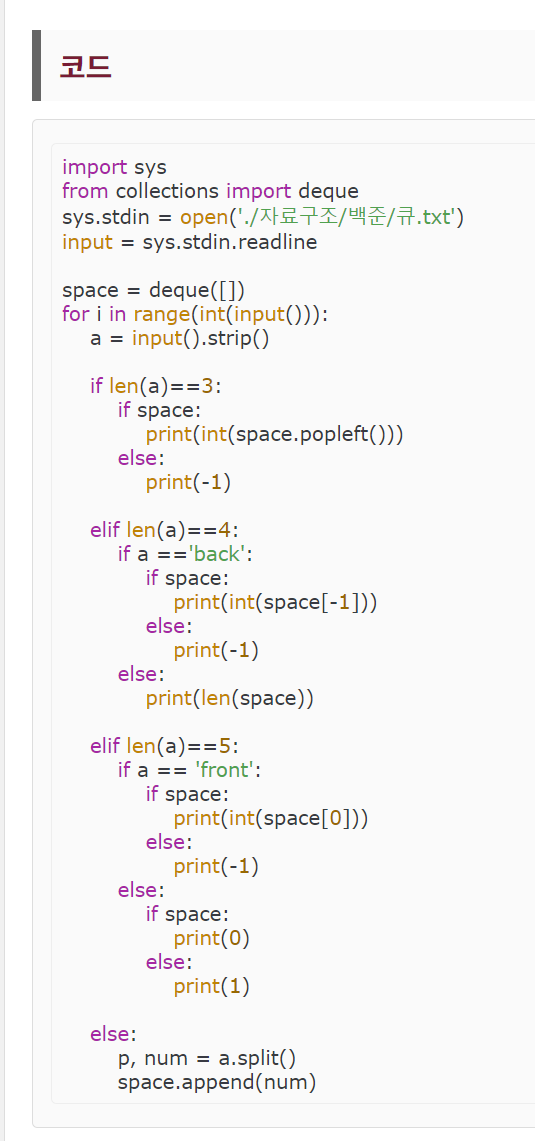 코드
import sys
from collections import deque
sys.stdin = open('./자료구조/백준/큐.txt')
input = sys.stdin.readline

space = deque([])
for i in range(int(input())):
    a = input().strip()

    if len(a)==3:
        if space:
            print(int(space.popleft()))
        else:
            print(-1)

    elif len(a)==4:
        if a =='back':
            if space:
                print(int(space[-1]))
            else:
                print(-1)
        else:
            print(len(space))

    elif len(a)==5:
        if a == 'front':
            if space:
                print(int(space[0]))
            else:
                print(-1)
        else:
            if space:
                print(0)
            else:
                print(1)

    else:
        p, num = a.split()
        space.append(num)